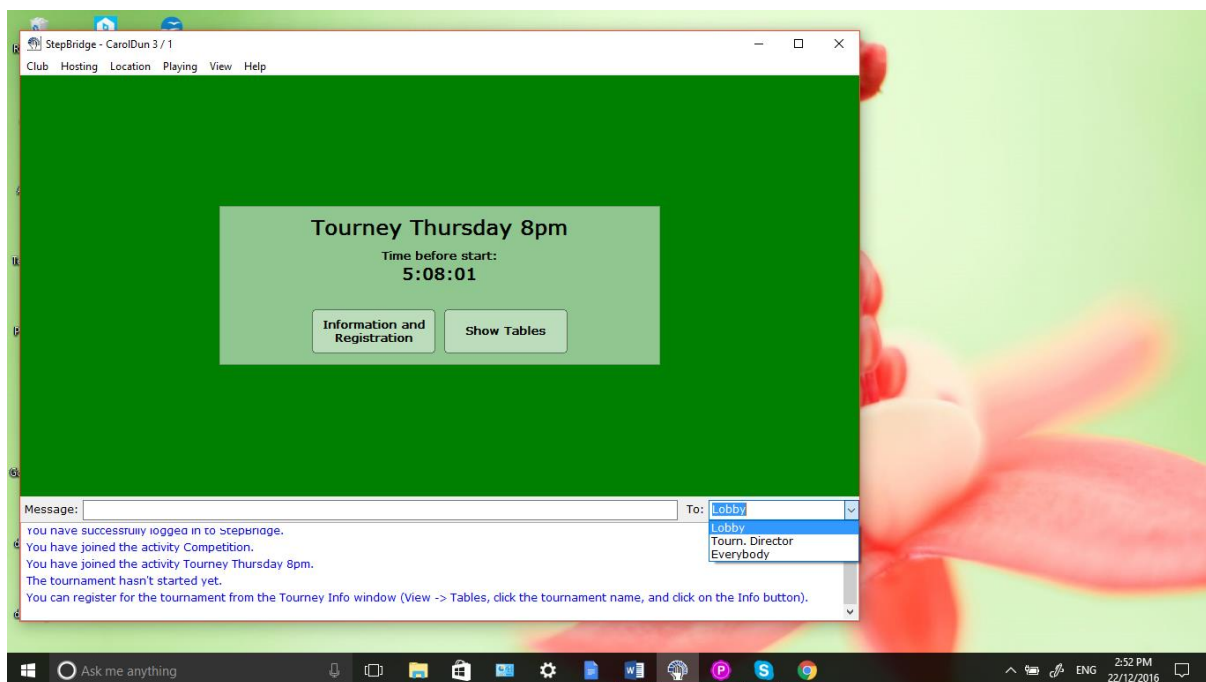 StepBridge - CarolDun 3 / 1
Club Hosting Location Playing View Help
Tourney Thursday 8pm
Time before start:
5:08:01
Information and
Registration
Show Tables
Message:
To: Lobby
Lobby
Tourn. Director
Everybody
You have successfully logged in to StepBridge.
You have joined the activity Competition.
You have joined the activity Tourney Thursday 8pm.
The tournament hasn't started yet.
You can register for the tournament from the Tourney Info window (View -> Tables, click the tournament name, and click on the Info button).
Ask me anything
ENG
2:52 PM
22/12/2016